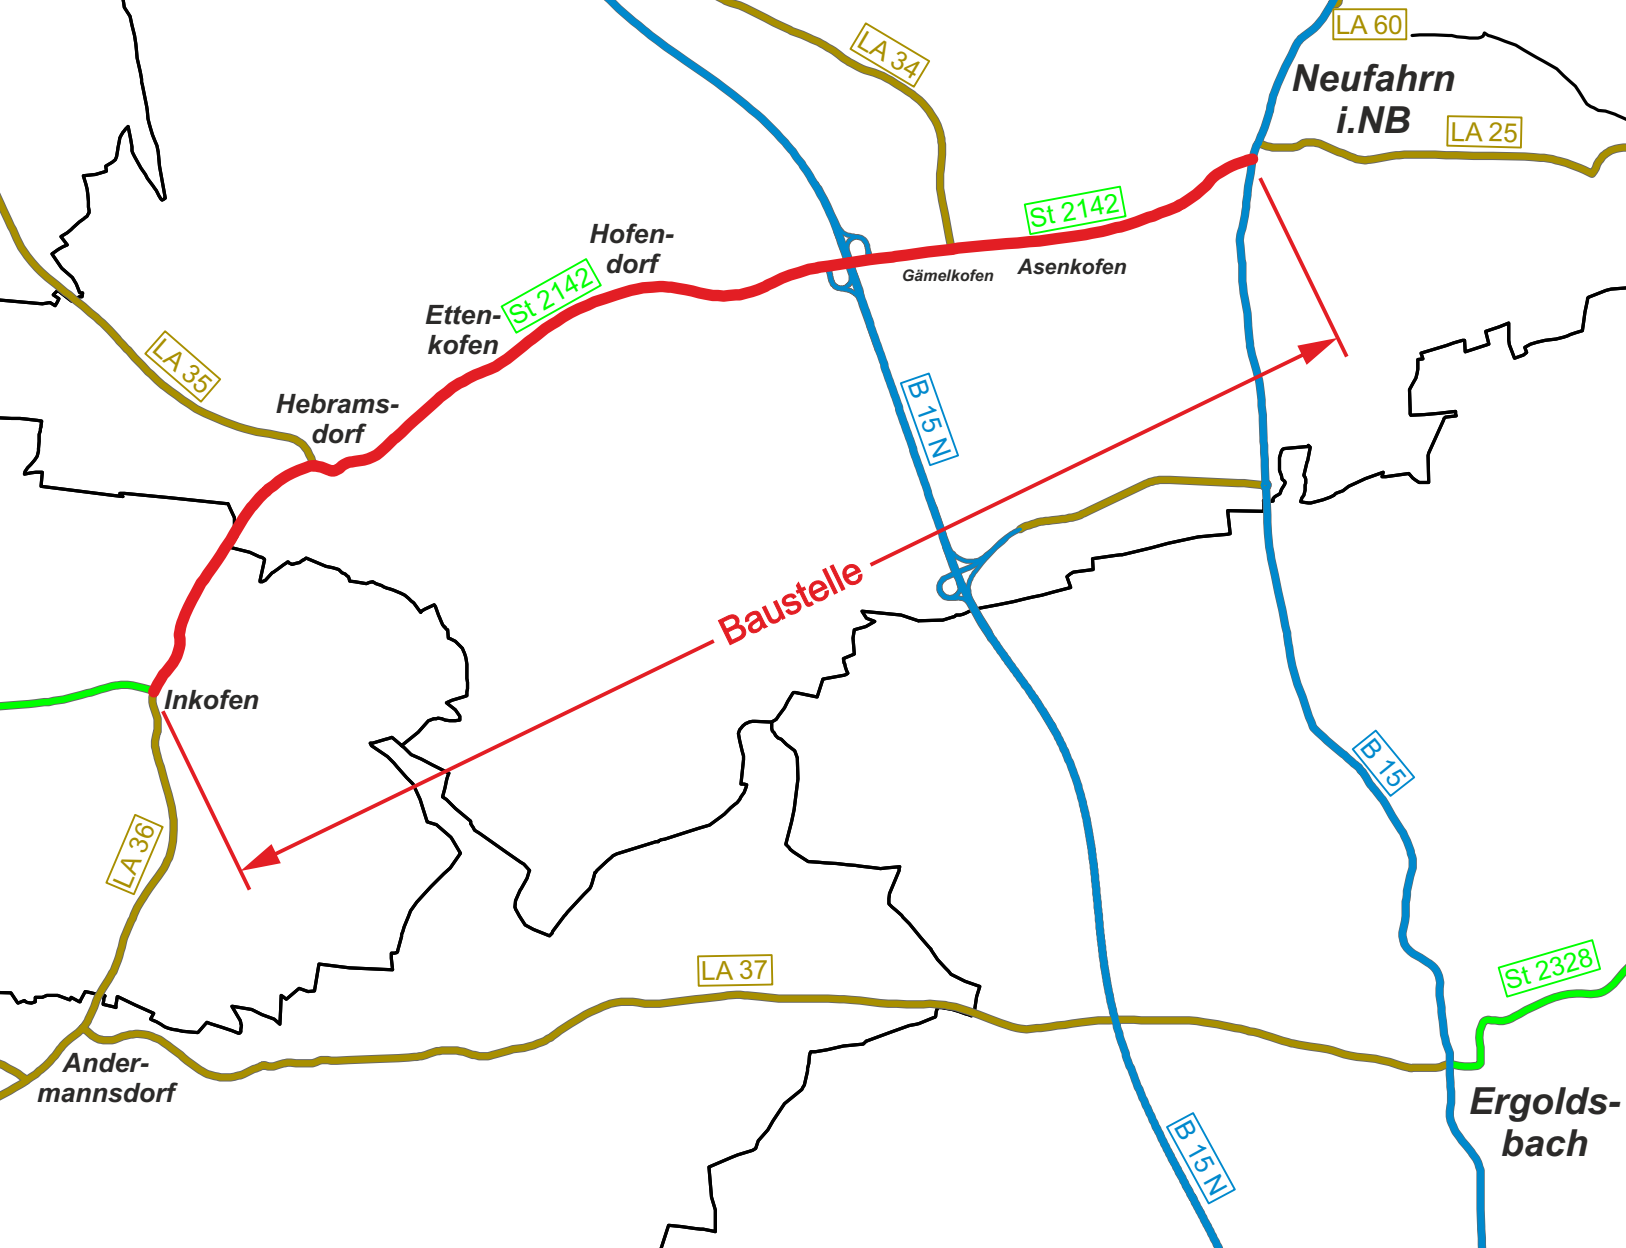 LA 60
LA 34
Neufahrn
i.NB
LA 25
St 2142
Hofen-
dorf
Gämelkofen
Asenkofen
St 2142
Etten-
kofen
LA 35
Hebrams-
dorf
B 15 N
Baustelle
Inkofen
B 15
LA 36
LA 37
St 2328
Ander-
mannsdorf
Ergolds-
bach
B 15 N